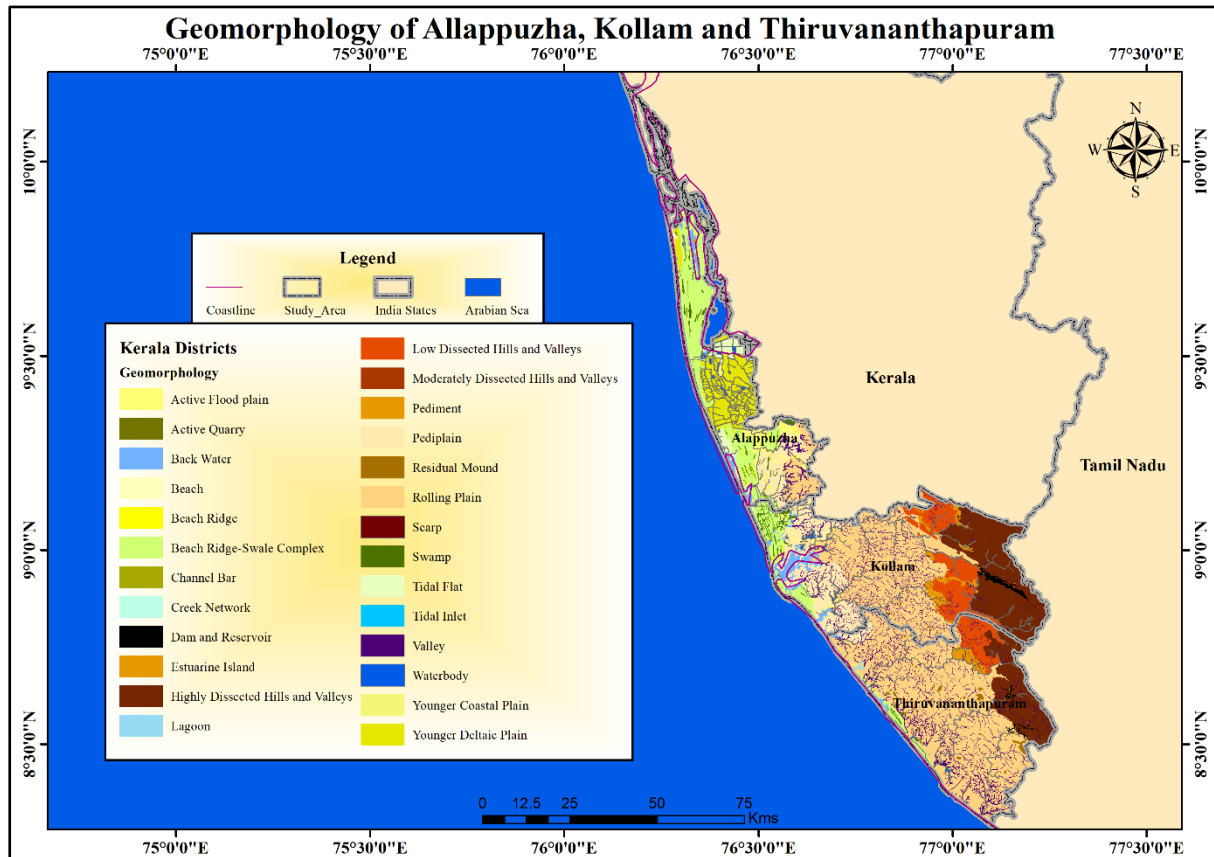 Geomorphology of Allappuzha, Kollam and Thiruvananthapuram
75°0'0"E 75°30'0"E 76°0'0"E 76°30'0"E 77°0'0"E 77°30'0"E
N
W E
S
10°0'0"N 10°0'0"N
9°30'0"N 9°30'0"N
9°0'0"N 9°0'0"N
8°30'0"N 8°30'0"N
Legend
Coastline Study_Area India States Arabian Sea
Kerala Districts
Geomorphology
Active Flood plain
Active Quarry
Back Water
Beach
Beach Ridge
Beach Ridge-Swale Complex
Channel Bar
Creek Network
Dam and Reservoir
Estuarine Island
Highly Dissected Hills and Valleys
Lagoon
Low Dissected Hills and Valleys
Moderately Dissected Hills and Valleys
Pediment
Pediplain
Residual Mound
Rolling Plain
Scarp
Swamp
Tidal Flat
Tidal Inlet
Valley
Waterbody
Younger Coastal Plain
Younger Deltaic Plain
Kerala
Tamil Nadu
Alappuzha
Kollam
Thiruvananthapuram
0 12.5 25 50 75
Kms
75°0'0"E 75°30'0"E 76°0'0"E 76°30'0"E 77°0'0"E 77°30'0"E